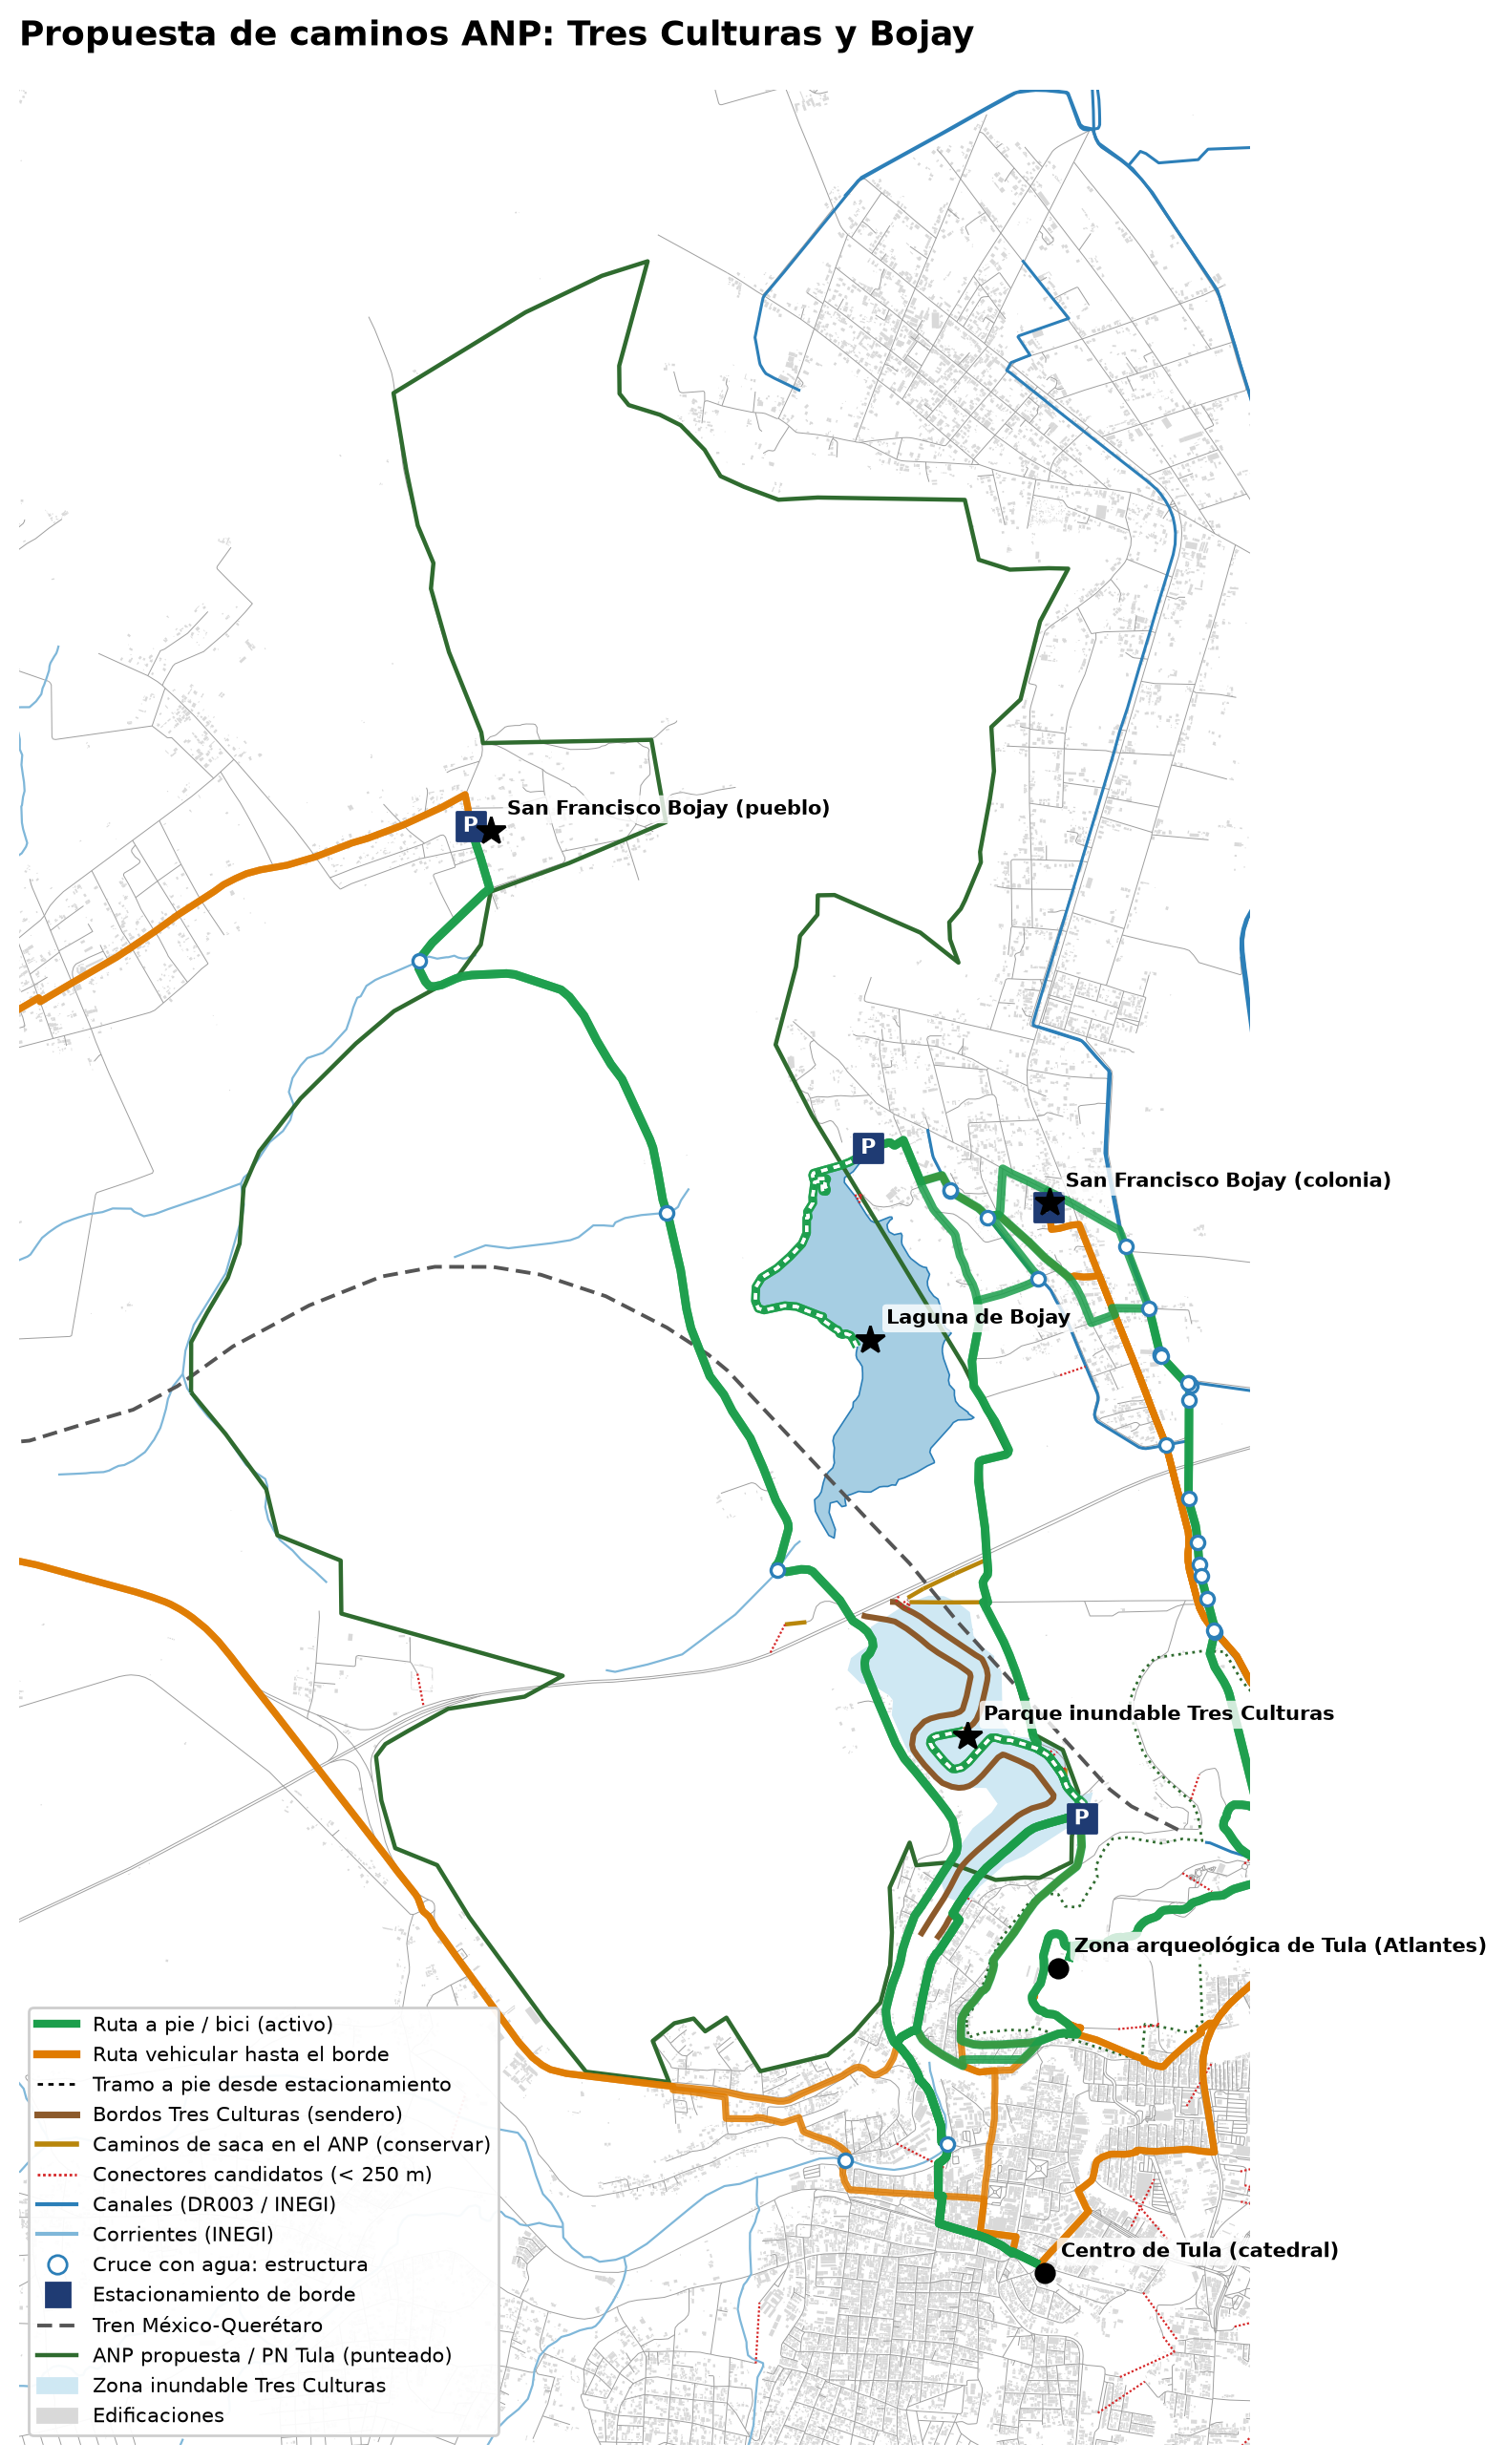 Propuesta de caminos ANP: Tres Culturas y Bojay
San Francisco Bojay (pueblo)
P
P
San Francisco Bojay (colonia)
Laguna de Bojay
Parque inundable Tres Culturas
P
Zona arqueológica de Tula (Atlantes)
Centro de Tula (catedral)
Ruta a pie / bici (activo)
Ruta vehicular hasta el borde
Tramo a pie desde estacionamiento
Bordos Tres Culturas (sendero)
Caminos de saca en el ANP (conservar)
Conectores candidatos (< 250 m)
Canales (DR003 / INEGI)
Corrientes (INEGI)
Cruce con agua: estructura
Estacionamiento de borde
Tren México-Querétaro
ANP propuesta / PN Tula (punteado)
Zona inundable Tres Culturas
Edificaciones